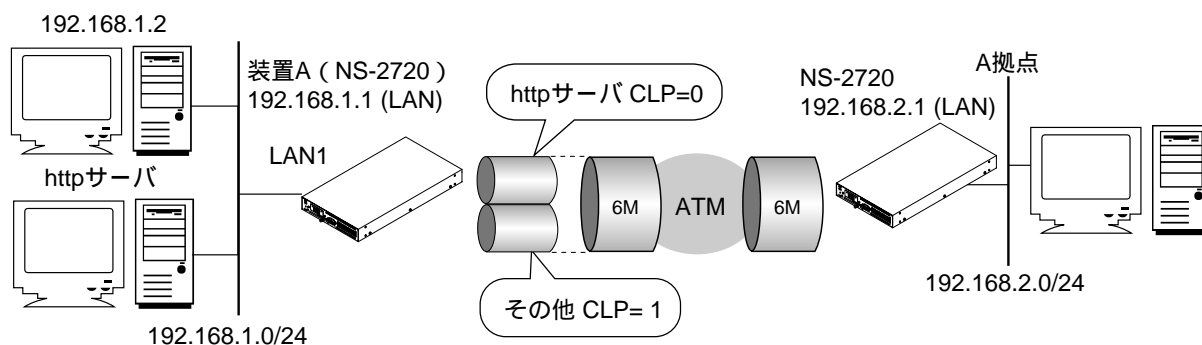 192.168.1.2
装置A（NS-2720）
192.168.1.1 (LAN)
LAN1
httpサーバ
192.168.1.0/24
httpサーバ CLP=0
6M
ATM
6M
その他 CLP= 1
NS-2720
192.168.2.1 (LAN)
A拠点
192.168.2.0/24